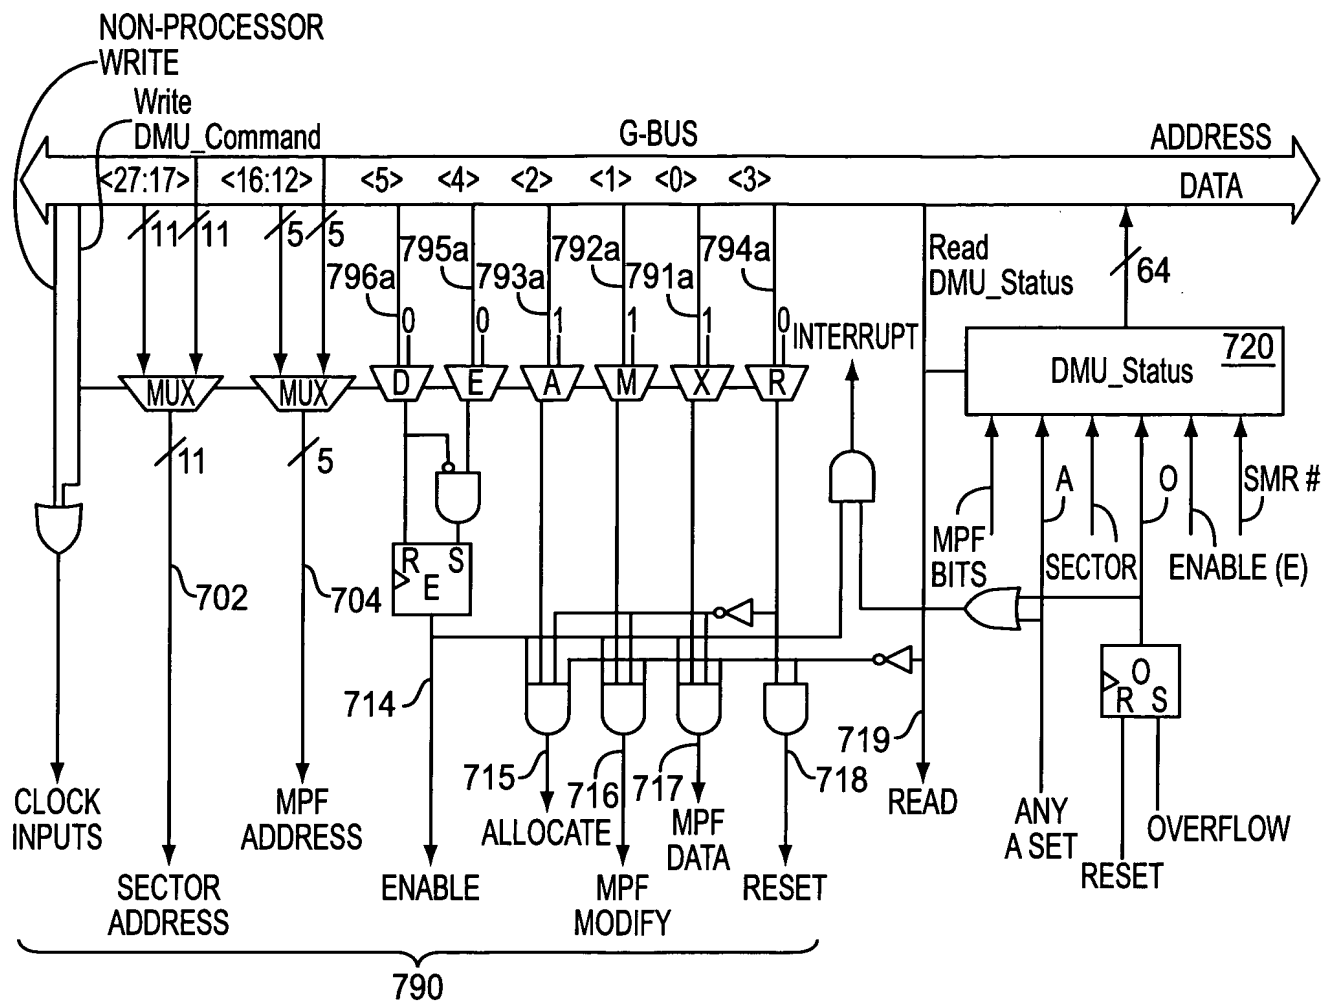 NON-PROCESSOR
WRITE
Write
DMU_Command
G-BUS
ADDRESS
<27:17> <16:12> <5> <4> <2> <1> <0> <3>
DATA
11 11 5 5
796a 795a 793a 792a 791a 794a
Read
DMU_Status
64
0 0 1 1 1 0
INTERRUPT
720
DMU_Status
MUX MUX D E A M X R
11 5
A O SMR #
MPF
BITS
SECTOR
ENABLE (E)
R S
E
702 704
O
R S
714
715 716 717 718 719
CLOCK
INPUTS
MPF
ADDRESS
ALLOCATE
MPF
DATA
READ
ANY
A SET
OVERFLOW
RESET
SECTOR
ADDRESS
ENABLE
MPF
MODIFY
RESET
790